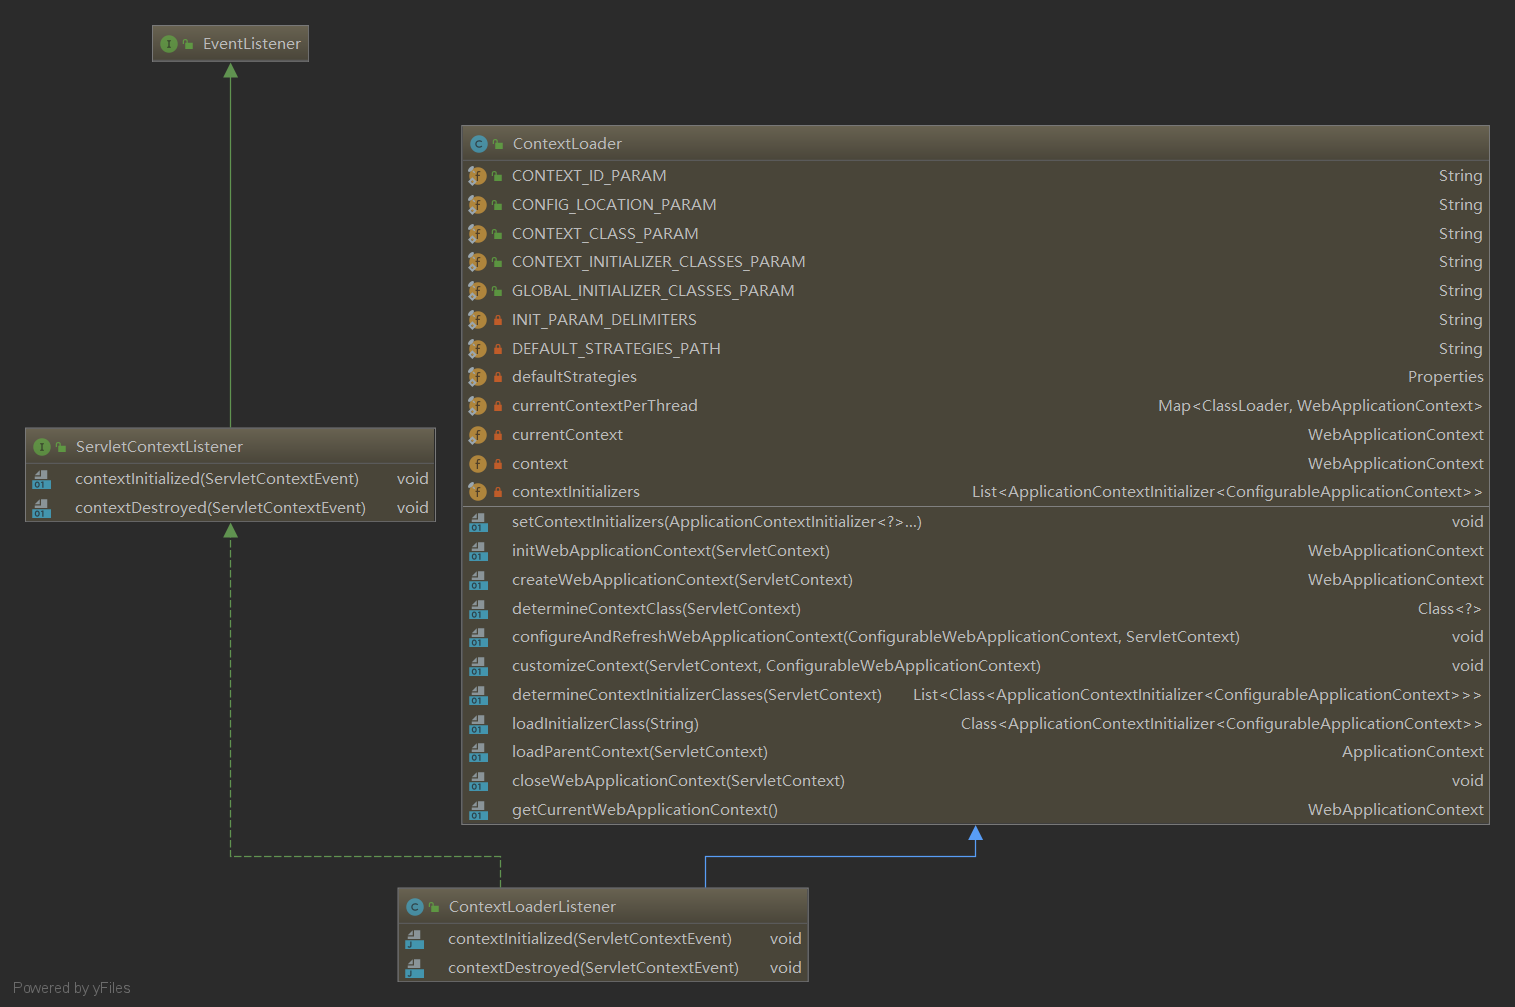 EventListener
ContextLoader
CONTEXT_ID_PARAM String
CONFIG_LOCATION_PARAM String
CONTEXT_CLASS_PARAM String
CONTEXT_INITIALIZER_CLASSES_PARAM String
GLOBAL_INITIALIZER_CLASSES_PARAM String
INIT_PARAM_DELIMITERS String
DEFAULT_STRATEGIES_PATH String
defaultStrategies Properties
currentContextPerThread Map<ClassLoader, WebApplicationContext>
currentContext WebApplicationContext
context WebApplicationContext
contextInitializers List<ApplicationContextInitializer<ConfigurableApplicationContext>>
setContextInitializers(ApplicationContextInitializer<?>...) void
initWebApplicationContext(ServletContext) WebApplicationContext
createWebApplicationContext(ServletContext) WebApplicationContext
determineContextClass(ServletContext) Class<?>
configureAndRefreshWebApplicationContext(ConfigurableWebApplicationContext, ServletContext) void
customizeContext(ServletContext, ConfigurableWebApplicationContext) void
determineContextInitializerClasses(ServletContext) List<Class<ApplicationContextInitializer<ConfigurableApplicationContext>>>
loadInitializerClass(String) Class<ApplicationContextInitializer<ConfigurableApplicationContext>>
loadParentContext(ServletContext) ApplicationContext
closeWebApplicationContext(ServletContext) void
getCurrentWebApplicationContext() WebApplicationContext
ServletContextListener
contextInitialized(ServletContextEvent) void
contextDestroyed(ServletContextEvent) void
ContextLoaderListener
contextInitialized(ServletContextEvent) void
contextDestroyed(ServletContextEvent) void
Powered by yFiles